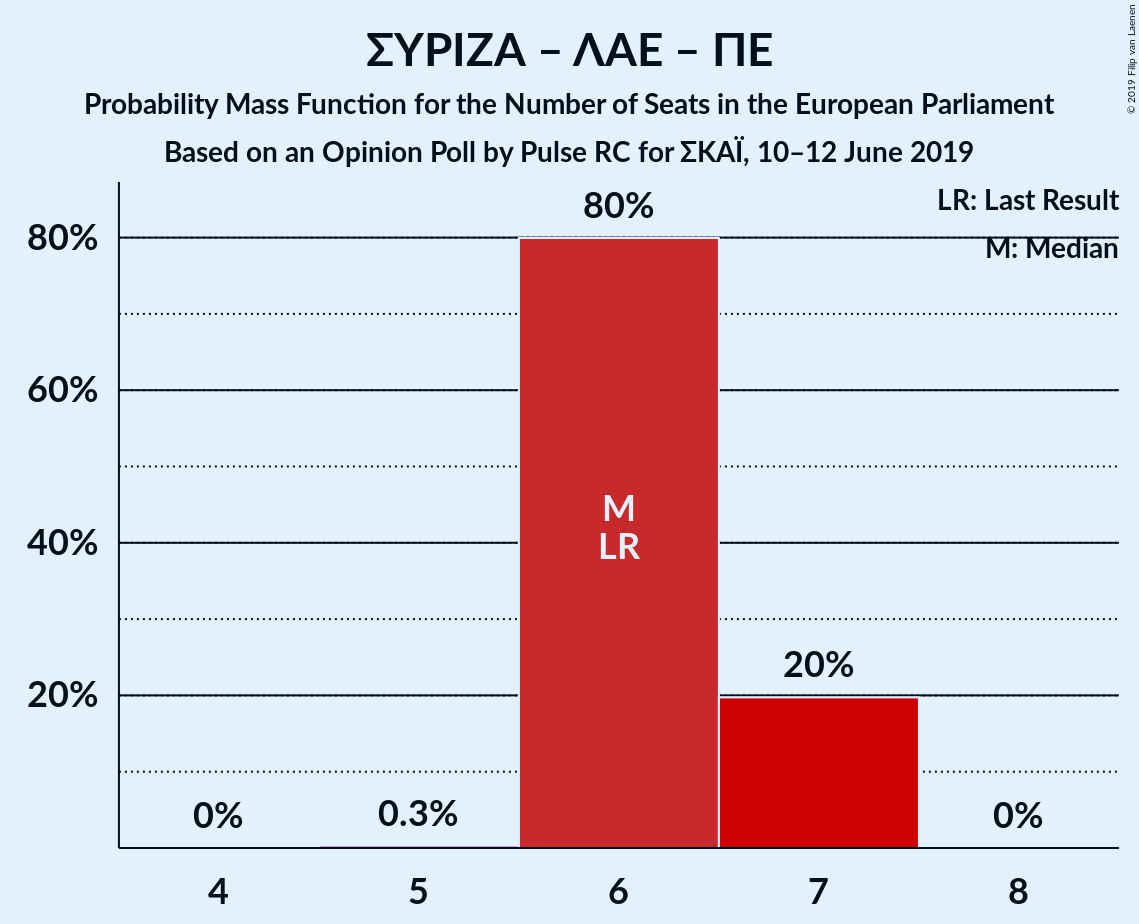 ΣΥΡΙΖΑ – ΛΑΕ – ΠΕ
Probability Mass Function for the Number of Seats in the European Parliament
Based on an Opinion Poll by Pulse RC for ΣΚΑΪ, 10–12 June 2019
© 2019 Filip van Laenen
LR: Last Result
M: Median
80%
60%
40%
20%
0%
0.3%
80%
M
LR
20%
0%
4
5
6
7
8